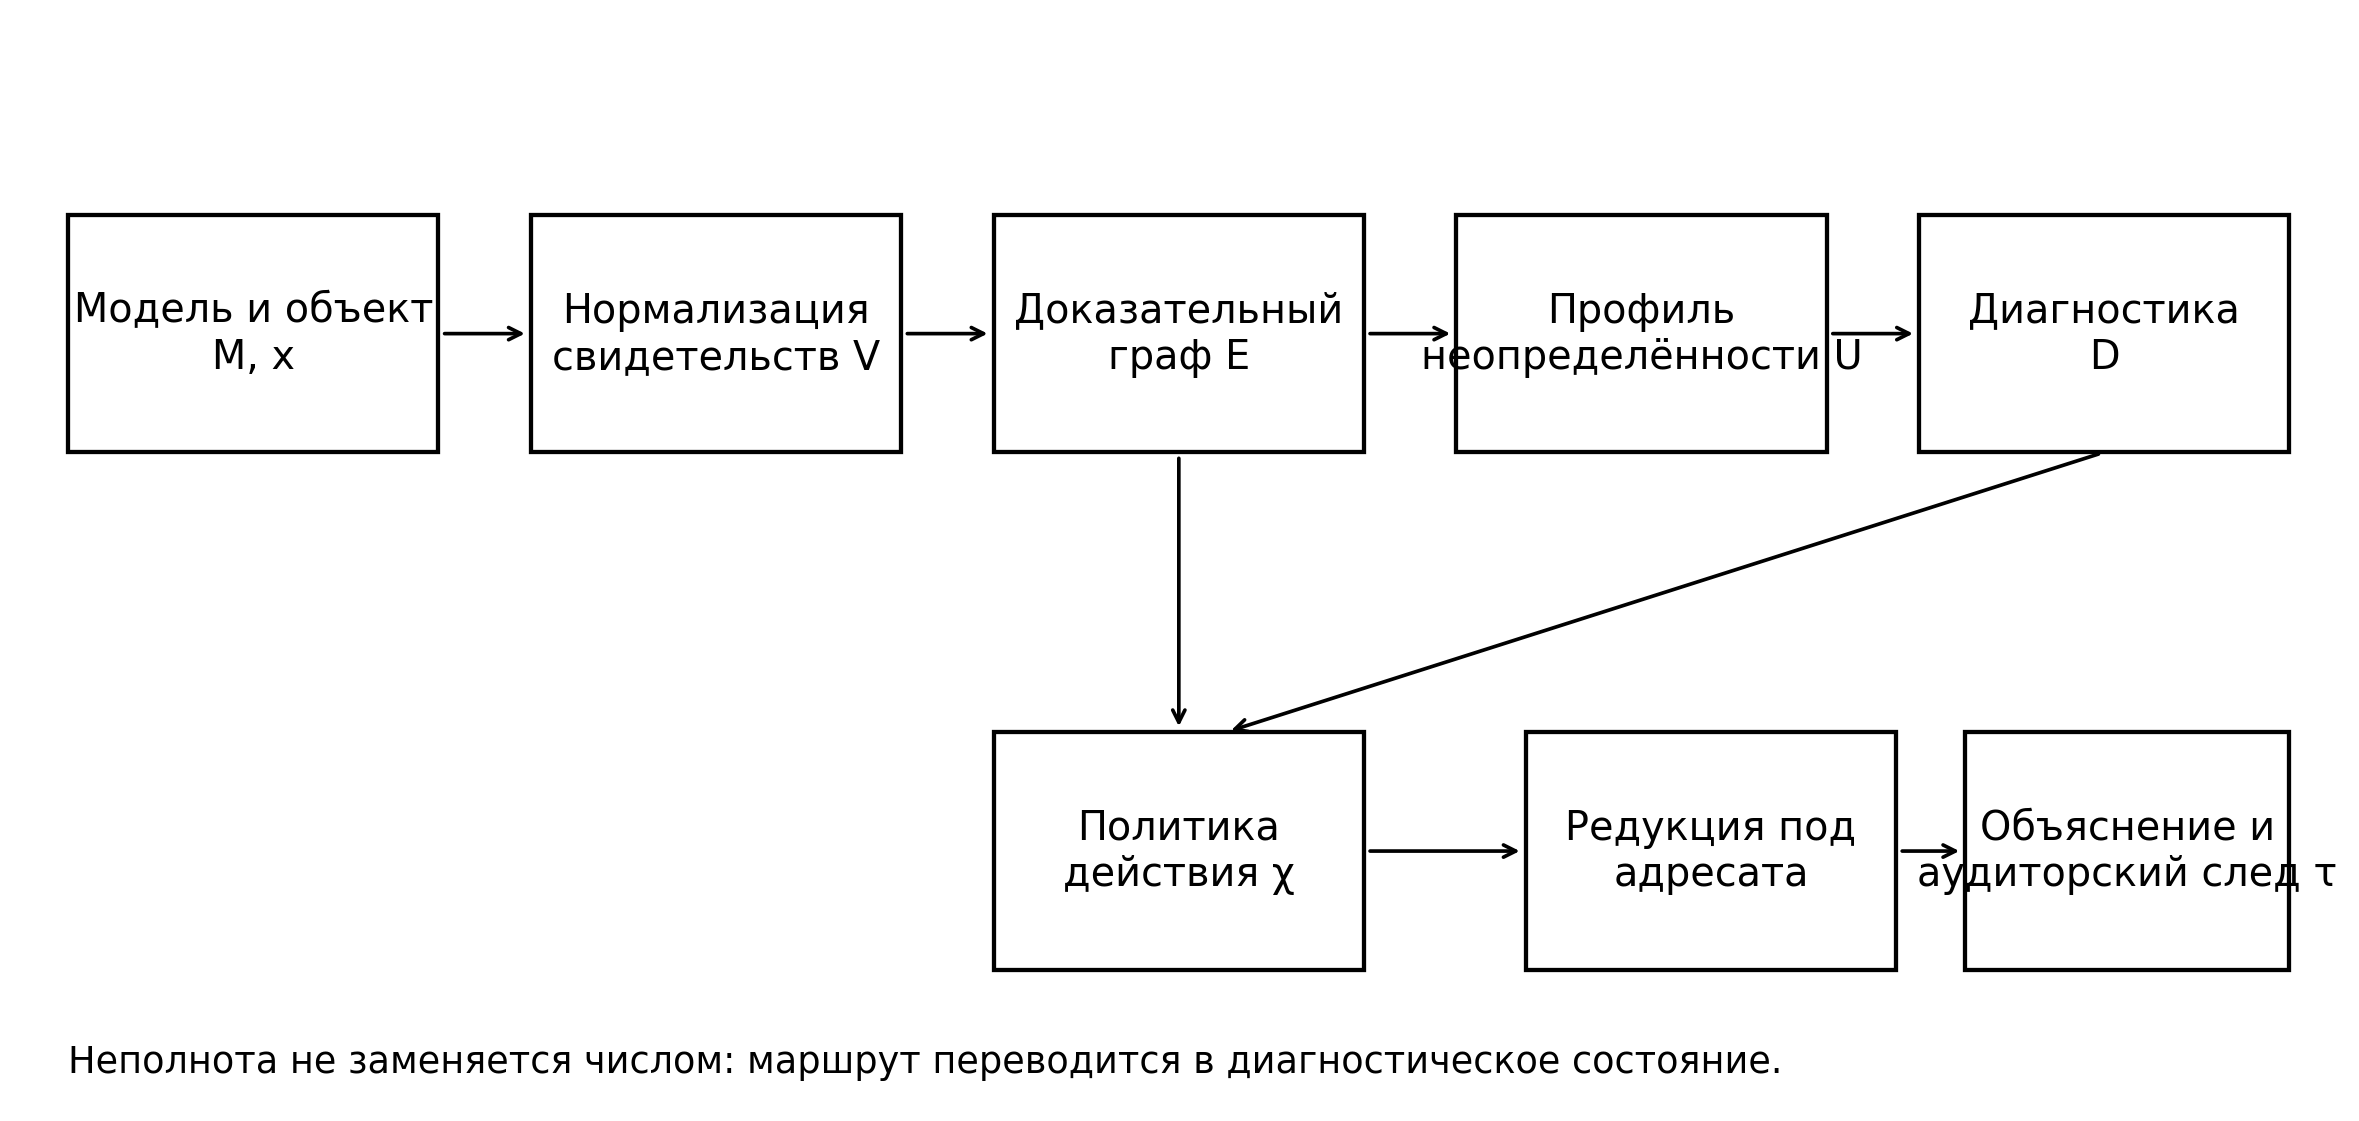 Модель и объект
M, x
Нормализация
свидетельств V
Доказательный
граф E
Профиль
неопределённости U
Диагностика
D
Политика
действия χ
Редукция под
адресата
Объяснение и
аудиторский след τ
Неполнота не заменяется числом: маршрут переводится в диагностическое состояние.